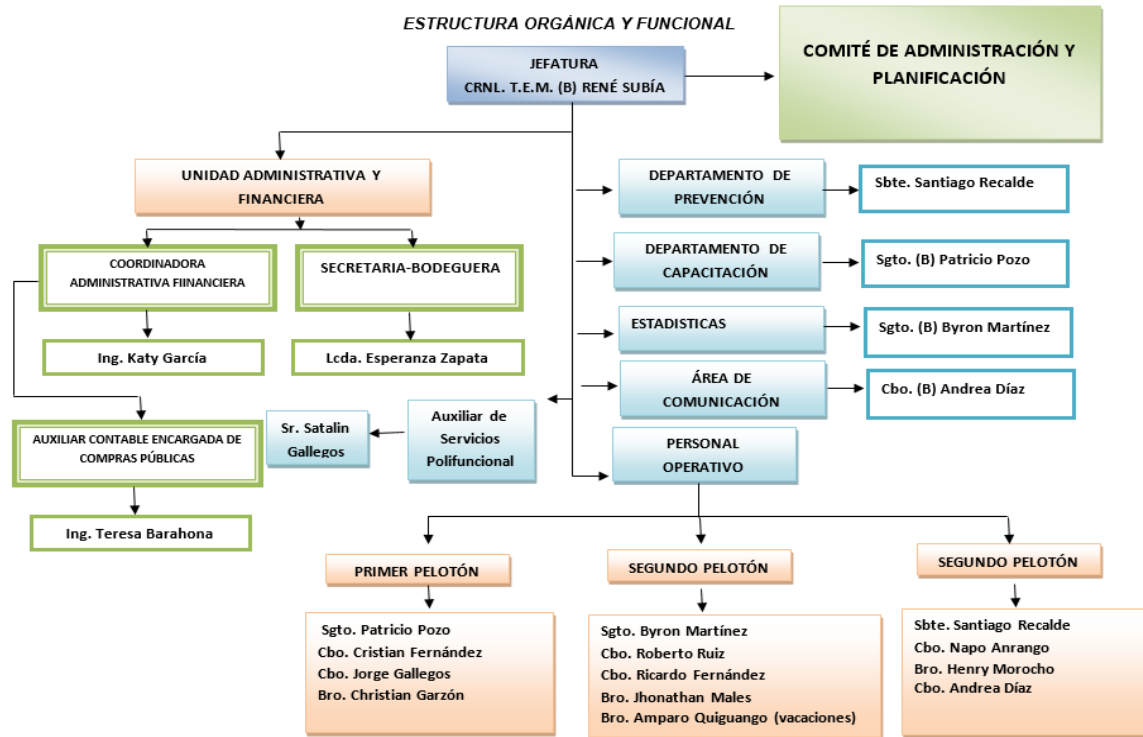 ESTRUCTURA ORGÁNICA Y FUNCIONAL
JEFATURA
CRNL. T.E.M. (B) RENÉ SUBÍA
COMITÉ DE ADMINISTRACIÓN Y
PLANIFICACIÓN
UNIDAD ADMINISTRATIVA Y
FINANCIERA
COORDINADORA
ADMINISTRATIVA FIINANCIERA
SECRETARIA-BODEGUERA
Ing. Katy García
Lcda. Esperanza Zapata
AUXILIAR CONTABLE ENCARGADA DE
COMPRAS PÚBLICAS
Ing. Teresa Barahona
Sr. Satalin
Gallegos
Auxiliar de
Servicios
Polifuncional
DEPARTAMENTO DE
PREVENCIÓN
Sbte. Santiago Recalde
DEPARTAMENTO DE
CAPACITACIÓN
Sgto. (B) Patricio Pozo
ESTADISTICAS
Sgto. (B) Byron Martínez
ÁREA DE
COMUNICACIÓN
Cbo. (B) Andrea Díaz
PERSONAL
OPERATIVO
PRIMER PELOTÓN
Sgto. Patricio Pozo
Cbo. Cristian Fernández
Cbo. Jorge Gallegos
Bro. Christian Garzón
SEGUNDO PELOTÓN
Sgto. Byron Martínez
Cbo. Roberto Ruiz
Cbo. Ricardo Fernández
Bro. Jhonathan Males
Bro. Amparo Quiguango (vacaciones)
SEGUNDO PELOTÓN
Sbte. Santiago Recalde
Cbo. Napo Anrango
Bro. Henry Morocho
Cbo. Andrea Díaz